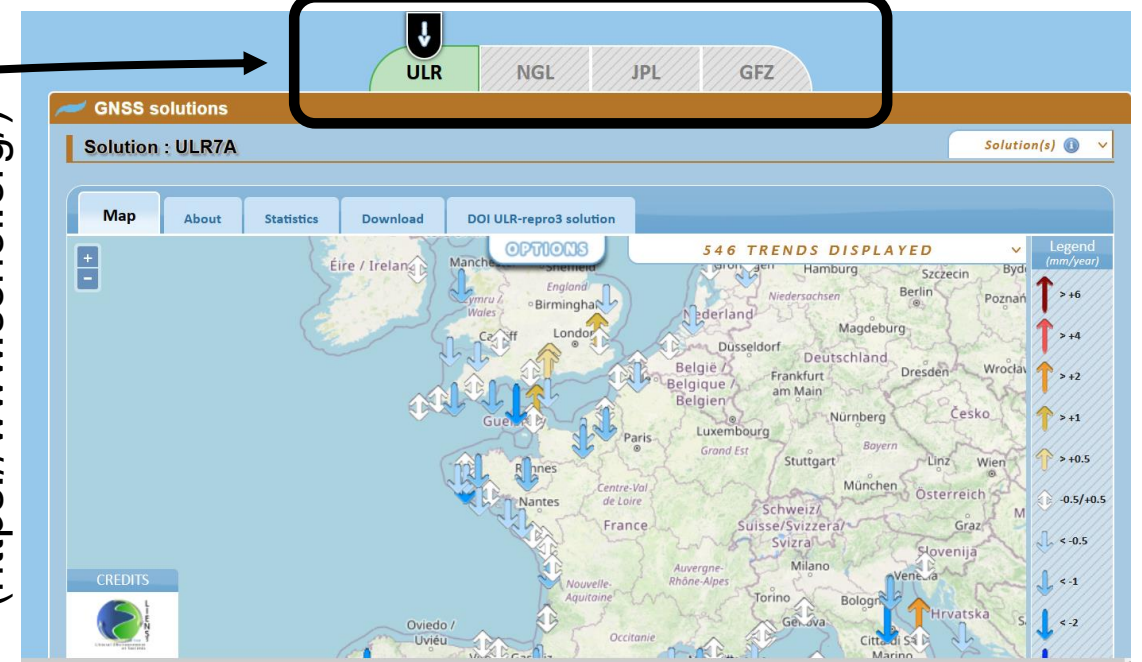 ULR NGL JPL GFZ
GNSS solutions
Solution : ULR7A
Solution(s)
Map About Statistics Download DOI ULR-repro3 solution
OPTIONS
546 TRENDS DISPLAYED
Legend
(mm/year)
> +6
> +4
> +2
> +1
> +0.5
-0.5/+0.5
< -0.5
< -1
< -2
+
−
Éire / Ireland
Sheffield
England
Birmingham
Wales
Hamburg
Szczecin
Niedersachsen
Berlin
Poznań
Nederland
Magdeburg
Düsseldorf
Deutschland
België /
Belgique /
Belgien
Frankfurt
am Main
Dresden
Luxembourg
Nürnberg
Česko
Paris
Grand Est
Bayern
Stuttgart
Linz
Wien
München
Österreich
Nantes
Centre-Val
de Loire
France
Schweiz/
Suisse/Svizzera/
Svizra
Graz
Slovenija
Auvergne-
Rhône-Alpes
Milano
Nouvelle-
Aquitaine
Torino
Hrvatska
Occitanie
Oviedo /
Uviéu
Marino
CREDITS